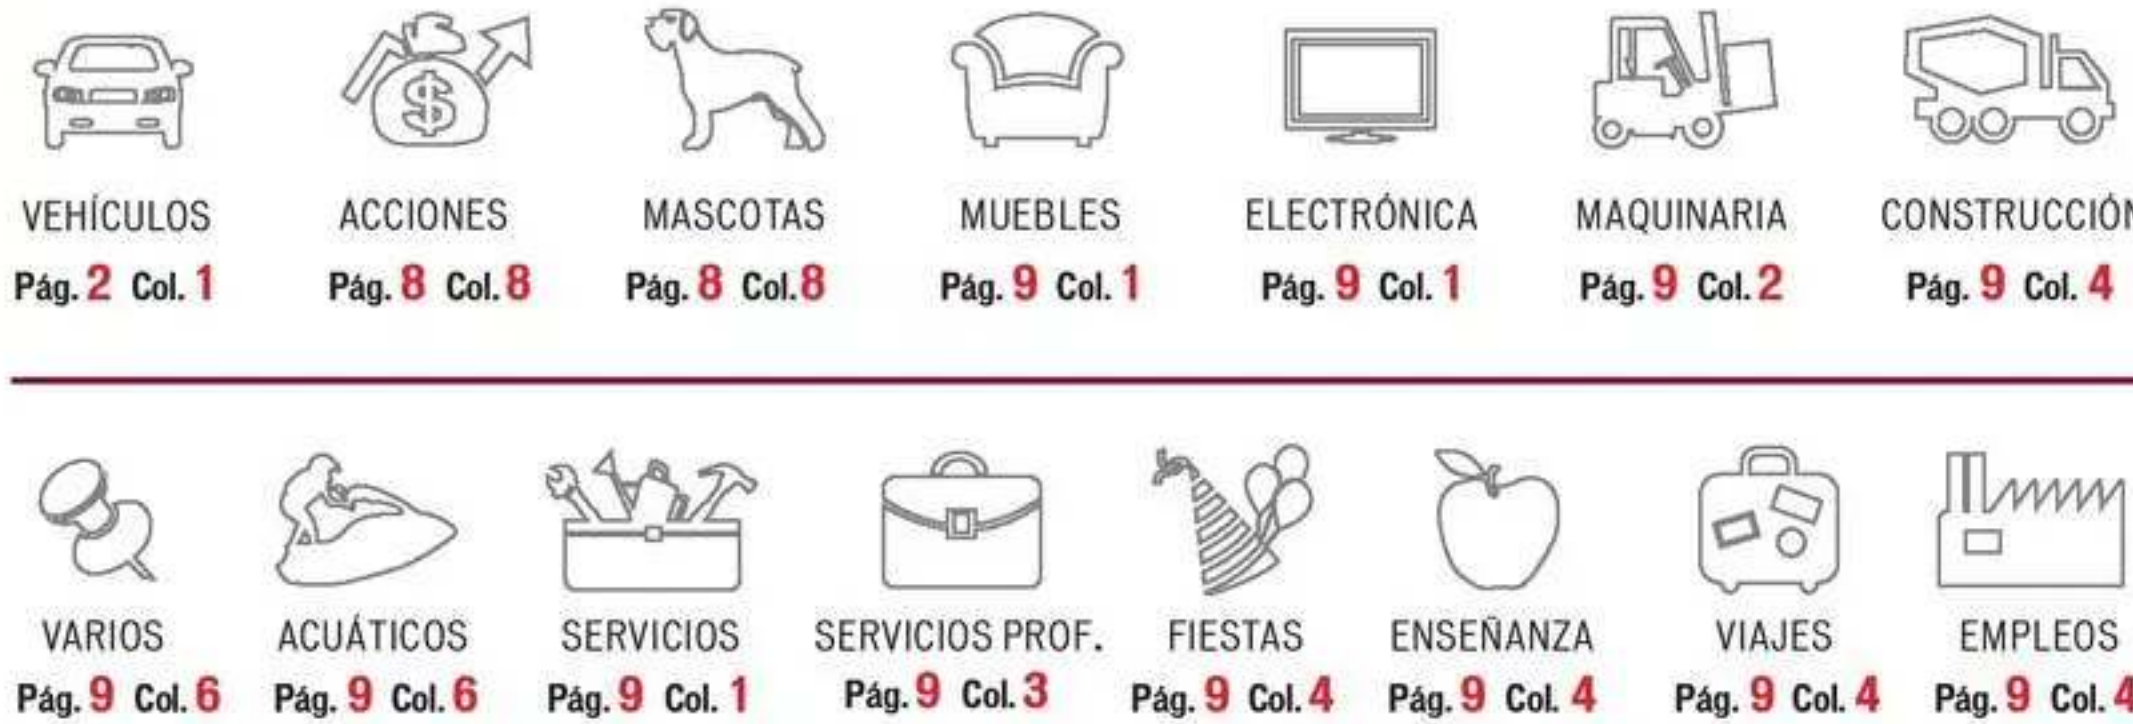 VEHÍCULOS ACCIONES MASCOTAS MUEBLES ELECTRÓNICA MAQUINARIA CONSTRUCCIÓN
Pág. 2 Col. 1 Pág. 8 Col. 8 Pág. 8 Col. 8 Pág. 9 Col. 1 Pág. 9 Col. 1 Pág. 9 Col. 2 Pág. 9 Col. 4
VARIOS ACUÁTICOS SERVICIOS SERVICIOS PROF. FIESTAS ENSEÑANZA VIAJES EMPLEOS
Pág. 9 Col. 6 Pág. 9 Col. 6 Pág. 9 Col. 1 Pág. 9 Col. 3 Pág. 9 Col. 4 Pág. 9 Col. 4 Pág. 9 Col. 4 Pág. 9 Col. 4